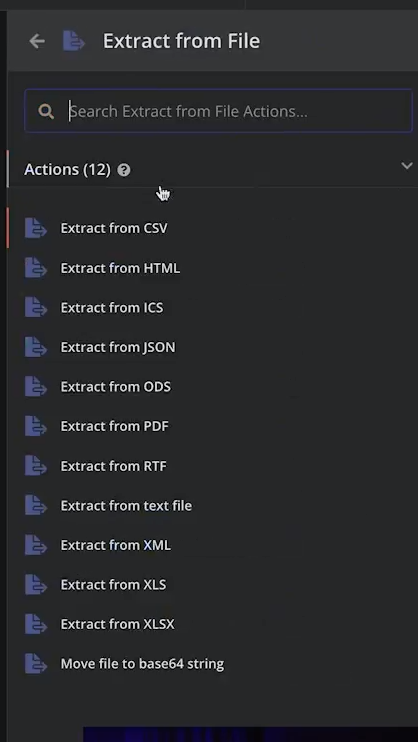 Extract from File
Search Extract from File Actions...
Actions (12) ?
Extract from CSV
Extract from HTML
Extract from ICS
Extract from JSON
Extract from ODS
Extract from PDF
Extract from RTF
Extract from text file
Extract from XML
Extract from XLS
Extract from XLSX
Move file to base64 string